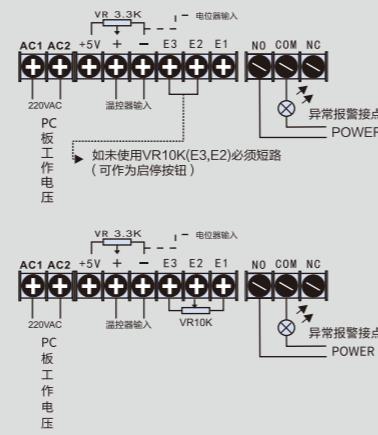 VR 3.3K
电位器输入
AC1 AC2 +5V + − E3 E2 E1 NO COM NC
220VAC
温控器输入
PC
板
工
作
电
压
异常报警接点
POWER
如未使用VR10K(E3,E2)必须短路
(可作为启停按钮)
VR 3.3K
电位器输入
AC1 AC2 +5V + − E3 E2 E1 NO COM NC
220VAC
温控器输入
VR10K
PC
板
工
作
电
压
异常报警接点
POWER